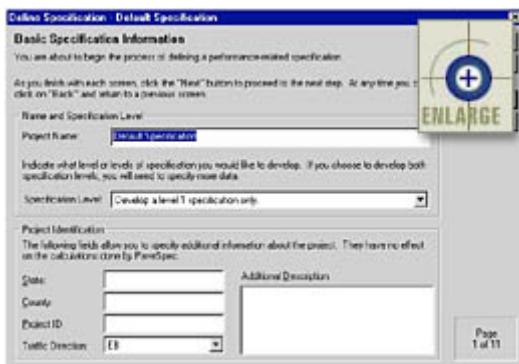 Define Specification - Default Specification
Basic Specification Information
You are about to begin the process of defining a performance-related specification.
As you finish with each screen, click the "Next" button to proceed to the next step. At any time you
click on "Back" and return to a previous screen.
Name and Specification Level
Project Name: Default Specification
Indicate what level or levels of specification you would like to develop. If you choose to develop both
specification levels, you will need to specify more data.
Specification Level: Develop a level 1 specification only.
Project Identification
The following fields allow you to specify additional information about the project. They have no effect
on the calculations done by PaveSpec.
State:
Additional Description
County:
Project ID:
Traffic Direction: EB
Page
1 of 11
ENLARGE